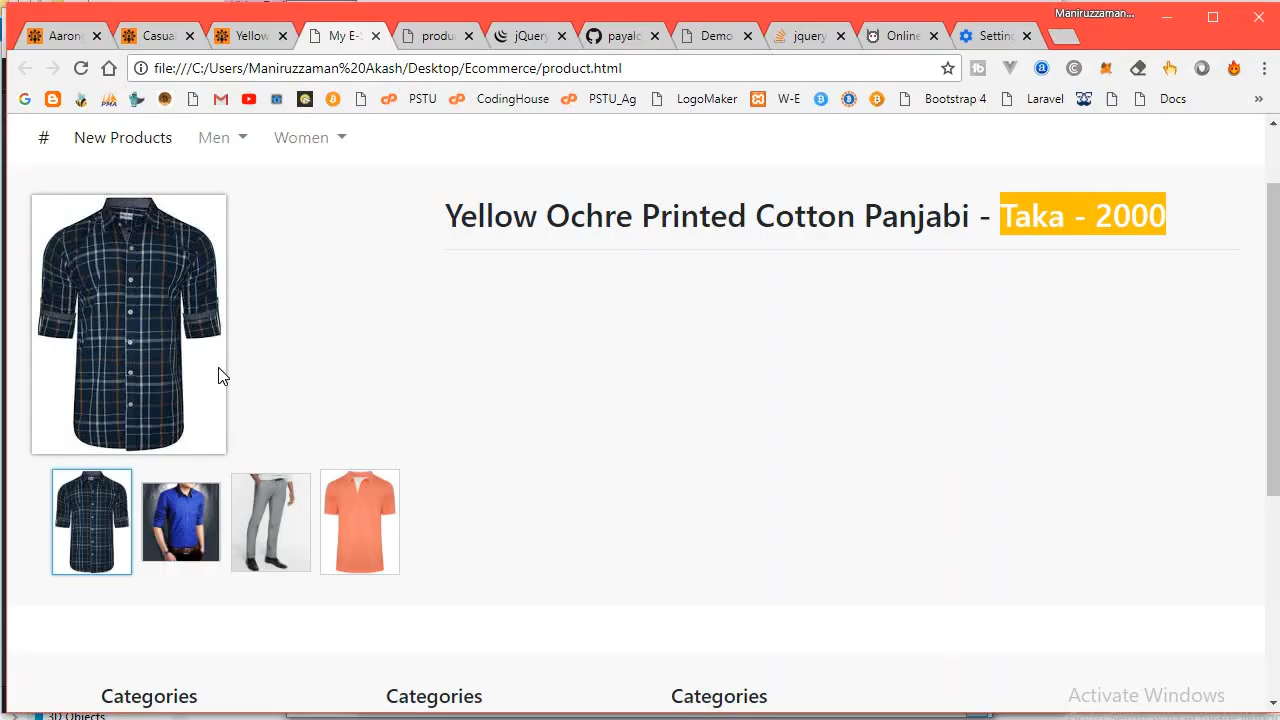 Maniruzzaman...
Aaron
Casua
Yellow
My E-
produ
jQuery
payalc
Demo
jquery
Online
Setting
file:///C:/Users/Maniruzzaman%20Akash/Desktop/Ecommerce/product.html
PSTU
CodingHouse
PSTU_Ag
LogoMaker
W-E
Bootstrap 4
Laravel
Docs
»
# New Products Men Women
Yellow Ochre Printed Cotton Panjabi - Taka - 2000
Categories
Categories
Categories
Activate Windows
3D Objects